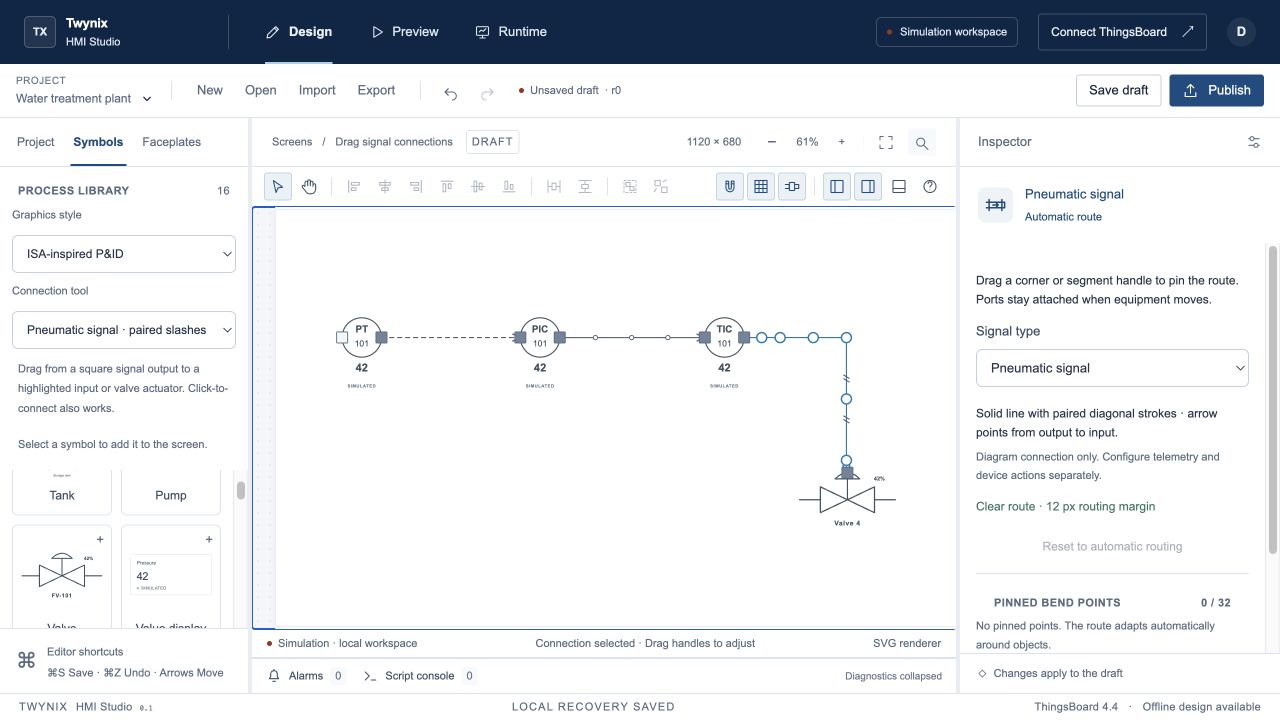 TX
Twynix
HMI Studio
Design
Preview
Runtime
Simulation workspace
Connect ThingsBoard
D
PROJECT
Water treatment plant
New
Open
Import
Export
Unsaved draft · r0
Save draft
Publish
Project
Symbols
Faceplates
PROCESS LIBRARY
16
Graphics style
ISA-inspired P&ID
Connection tool
Pneumatic signal · paired slashes
Drag from a square signal output to a
highlighted input or valve actuator. Click-to-
connect also works.
Select a symbol to add it to the screen.
Storage tank
Tank
Pump
+
42%
FV-101
Valve
+
Pressure
42
SIMULATED
Value display
Editor shortcuts
⌘S Save · ⌘Z Undo · Arrows Move
Screens / Drag signal connections
DRAFT
1120 × 680
−
61%
+
PT
101
42
SIMULATED
PIC
101
42
SIMULATED
TIC
101
42
SIMULATED
42%
Valve 4
Simulation · local workspace
Connection selected · Drag handles to adjust
SVG renderer
Alarms 0
Script console 0
Diagnostics collapsed
Inspector
Pneumatic signal
Automatic route
Drag a corner or segment handle to pin the route.
Ports stay attached when equipment moves.
Signal type
Pneumatic signal
Solid line with paired diagonal strokes · arrow
points from output to input.
Diagram connection only. Configure telemetry and
device actions separately.
Clear route · 12 px routing margin
Reset to automatic routing
PINNED BEND POINTS
0 / 32
No pinned points. The route adapts automatically
around objects.
Changes apply to the draft
TWYNIX HMI Studio 0.1
LOCAL RECOVERY SAVED
ThingsBoard 4.4 · Offline design available